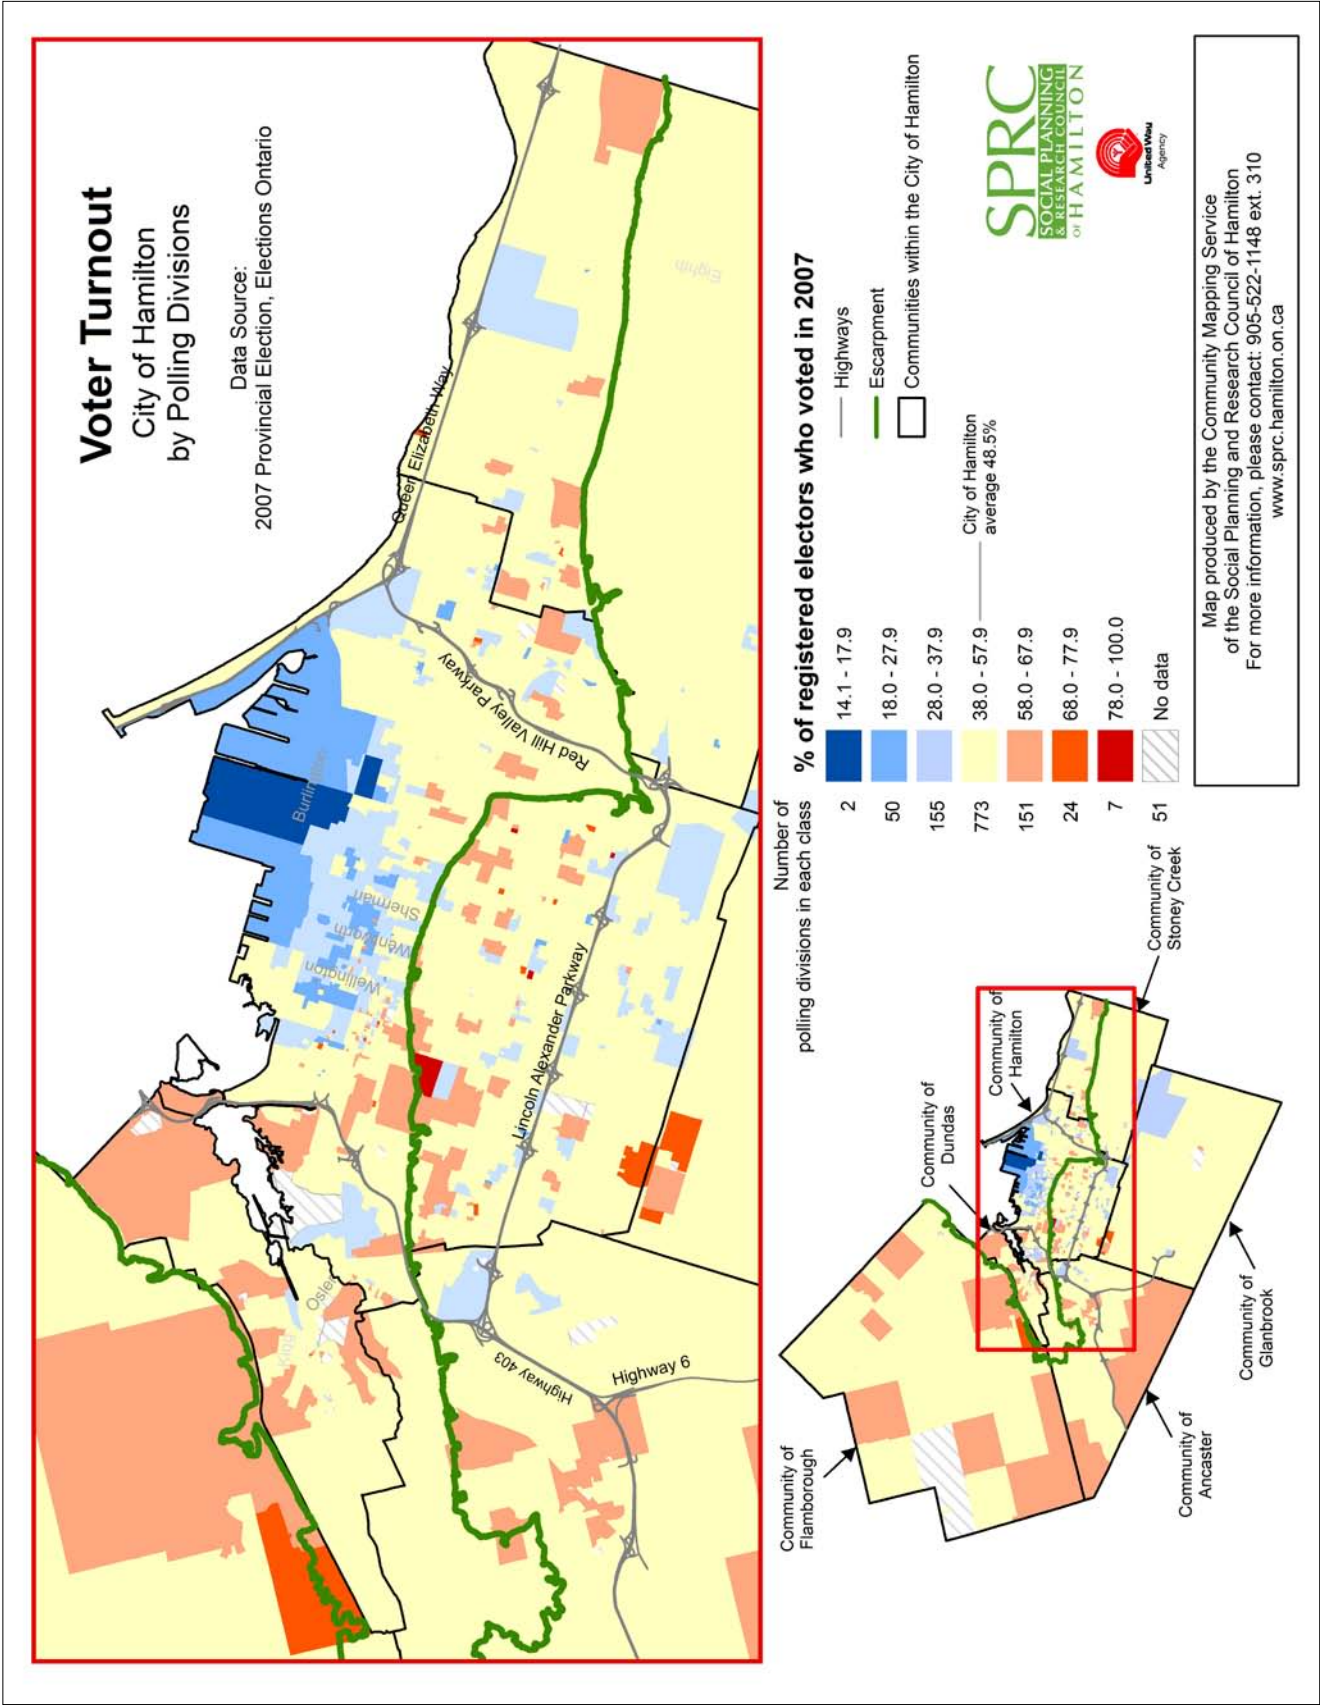 Voter Turnout
City of Hamilton
by Polling Divisions
Data Source:
2007 Provincial Election, Elections Ontario
Queen Elizabeth Way
Red Hill Valley Parkway
Lincoln Alexander Parkway
Highway 403
Highway 6
Sherman
Wentworth
Wellington
Osler
King
Eighth
Number of
polling divisions in each class
% of registered electors who voted in 2007
2 14.1 - 17.9
50 18.0 - 27.9
155 28.0 - 37.9
773 38.0 - 57.9
151 58.0 - 67.9
24 68.0 - 77.9
7 78.0 - 100.0
51 No data
City of Hamilton
average 48.5%
Highways
Escarpment
Communities within the City of Hamilton
SPRC
SOCIAL PLANNING
& RESEARCH COUNCIL
OF HAMILTON
United Way
Agency
Community of
Flamborough
Community of
Dundas
Community of
Hamilton
Community of
Stoney Creek
Community of
Glanbrook
Community of
Ancaster
Map produced by the Community Mapping Service
of the Social Planning and Research Council of Hamilton
For more information, please contact: 905-522-1148 ext. 310
www.sprc.hamilton.on.ca